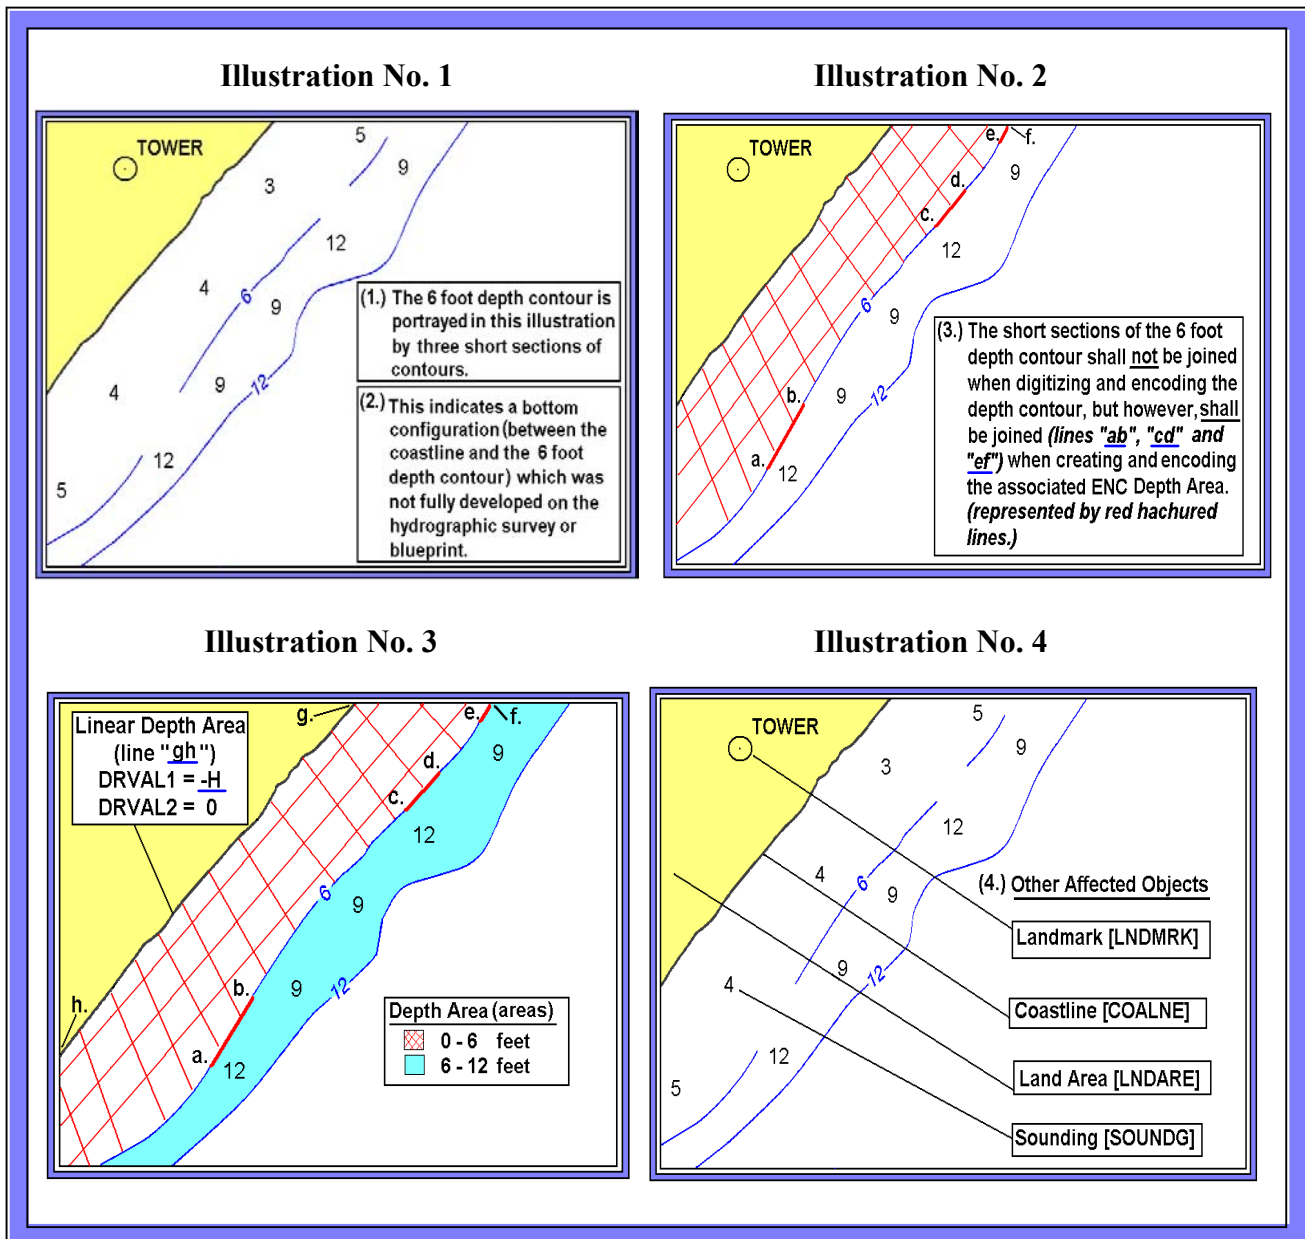 Illustration No. 1
TOWER
5
9
3
12
4
6
9
(1.) The 6 foot depth contour is
portrayed in this illustration
by three short sections of
contours.
4
9
12
(2.) This indicates a bottom
configuration (between the
coastline and the 6 foot
depth contour) which was
not fully developed on the
hydrographic survey or
blueprint.
12
5
Illustration No. 2
TOWER
e.
f.
9
d.
c.
12
6
9
(3.) The short sections of the 6 foot
depth contour shall not be joined
when digitizing and encoding the
depth contour, but however, shall
be joined (lines "ab", "cd" and
"ef") when creating and encoding
the associated ENC Depth Area.
(represented by red hachured
lines.)
b.
9
12
a.
12
Illustration No. 3
g.
e.
f.
Linear Depth Area
(line "gh")
DRVAL1 = -H
DRVAL2 = 0
9
d.
c.
12
6
9
b.
9
12
h.
a.
12
Depth Area (areas)
0 - 6 feet
6 - 12 feet
Illustration No. 4
TOWER
5
9
3
12
4
6
9
(4.) Other Affected Objects
Landmark [LNDMRK]
9
12
4
Coastline [COALNE]
12
5
Land Area [LNDARE]
Sounding [SOUNDG]